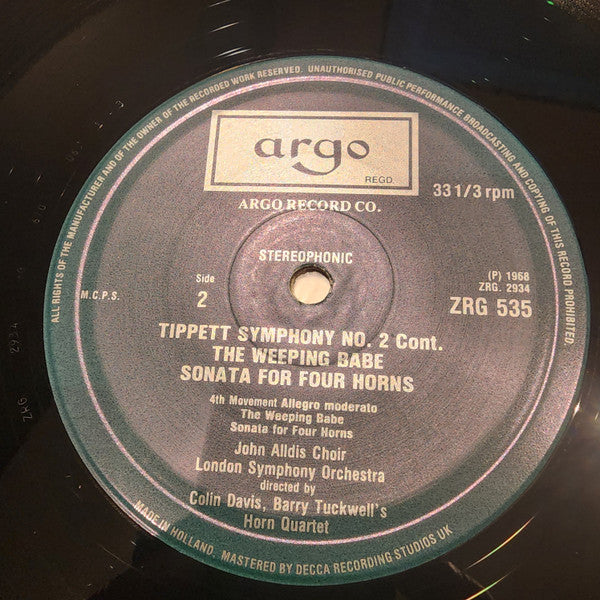 ALL RIGHTS OF THE MANUFACTURER AND OF THE OWNER OF THE RECORDED WORK RESERVED. UNAUTHORISED PUBLIC PERFORMANCE BROADCASTING AND COPYING OF THIS RECORD PROHIBITED.
argo
REGD.
33 1/3 rpm
ARGO RECORD CO.
STEREOPHONIC
(P) 1968
ZRG. 2934
ZRG 535
Side
2
M.C.P.S.
TIPPETT SYMPHONY NO. 2 Cont.
THE WEEPING BABE
SONATA FOR FOUR HORNS
4th Movement Allegro moderato
The Weeping Babe
Sonata for Four Horns
John Alldis Choir
London Symphony Orchestra
directed by
Colin Davis, Barry Tuckwell's
Horn Quartet
MADE IN HOLLAND. MASTERED BY DECCA RECORDING STUDIOS UK
ZRG 2934